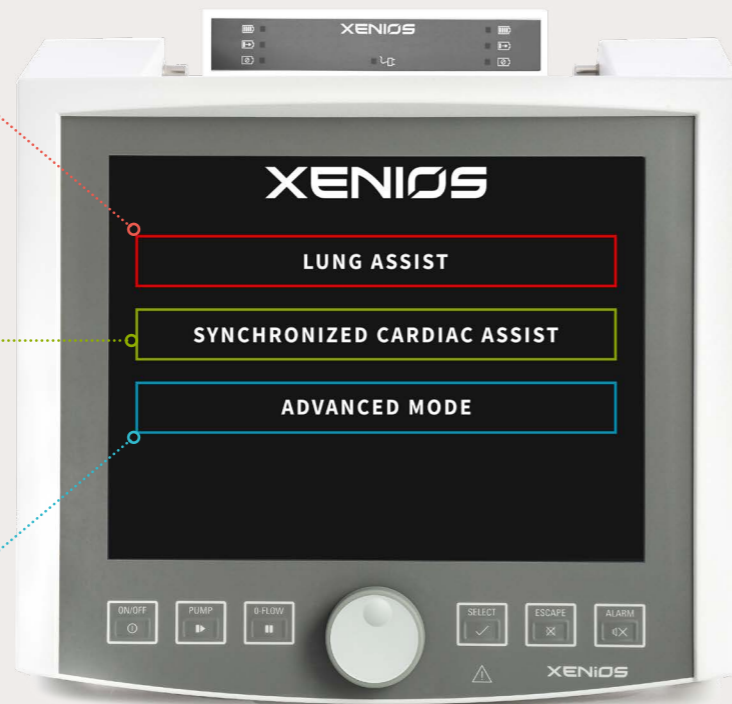 XENIOS
XENIOS
LUNG ASSIST
SYNCHRONIZED CARDIAC ASSIST
ADVANCED MODE
ON/OFF
PUMP
0-FLOW
SELECT
ESCAPE
ALARM
XENiOS